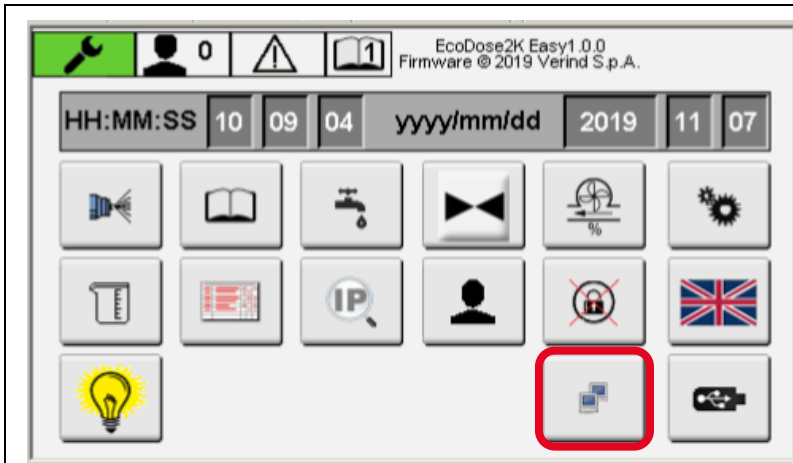 0
1
EcoDose2K Easy1.0.0
Firmware @ 2019 Verind S.p.A.
HH:MM:SS 10 09 04 yyyy/mm/dd 2019 11 07
%
IP